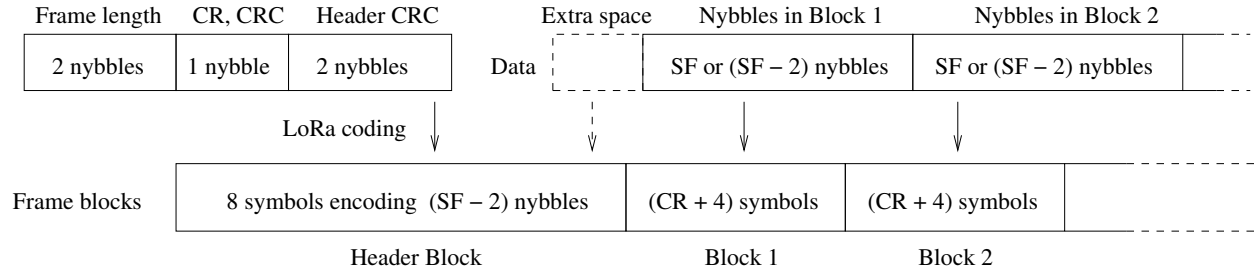 Frame length
CR, CRC
Header CRC
Extra space
Nybbles in Block 1
Nybbles in Block 2
2 nybbles
1 nybble
2 nybbles
Data
SF or (SF − 2) nybbles
SF or (SF − 2) nybbles
LoRa coding
Frame blocks
8 symbols encoding (SF − 2) nybbles
(CR + 4) symbols
(CR + 4) symbols
Header Block
Block 1
Block 2